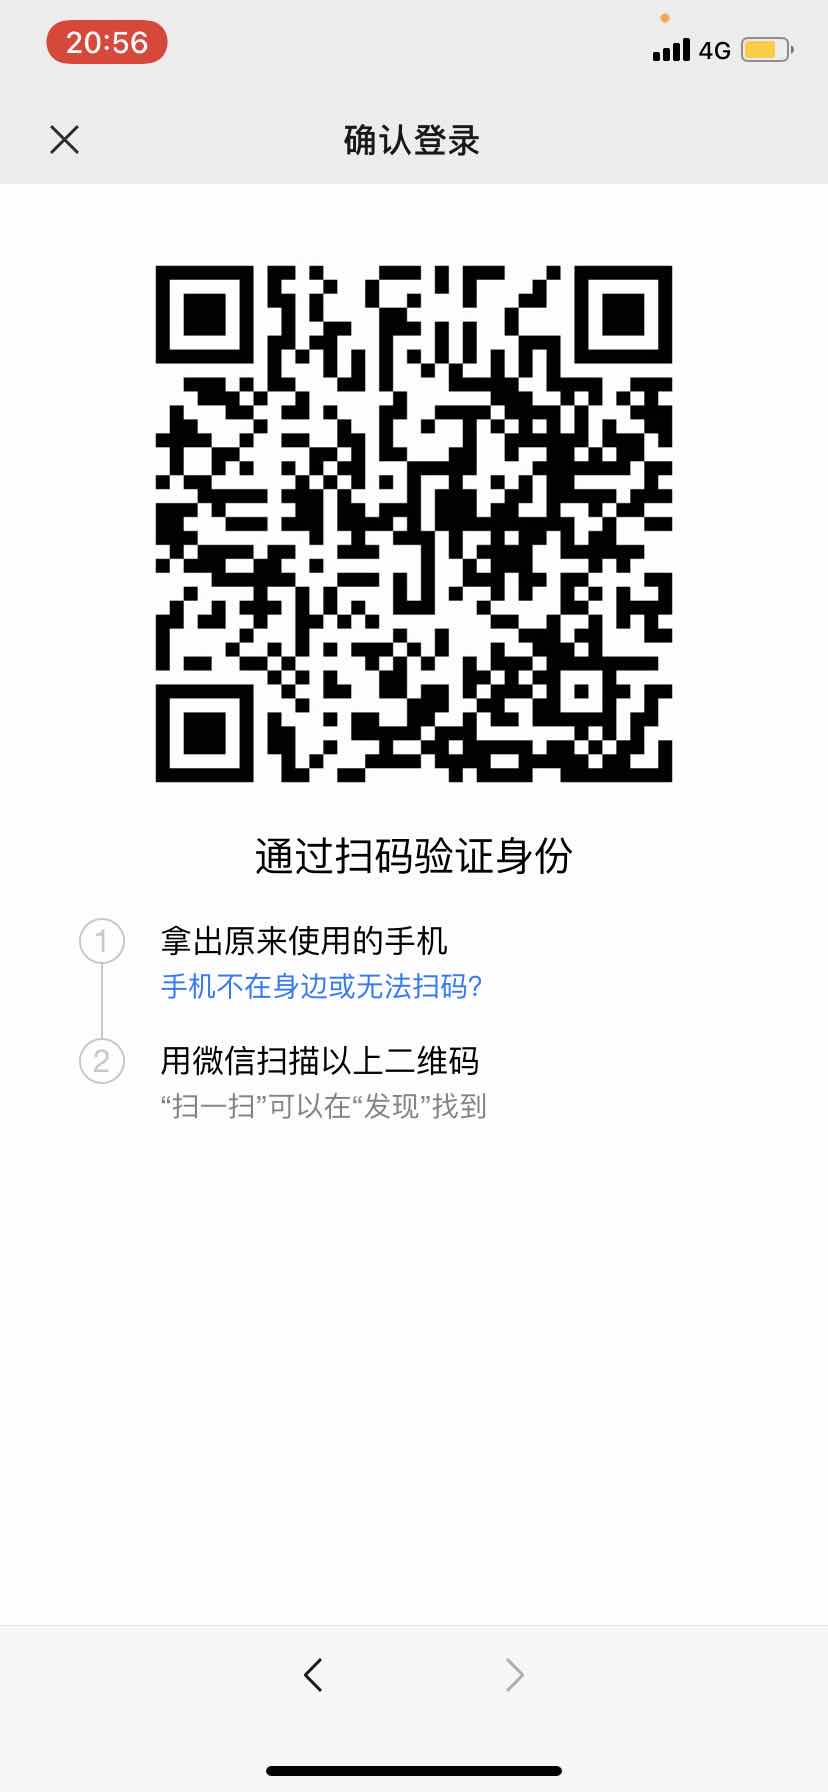 20:56
4G
确认登录
通过扫码验证身份
1
拿出原来使用的手机
手机不在身边或无法扫码?
2
用微信扫描以上二维码
“扫一扫”可以在“发现”找到